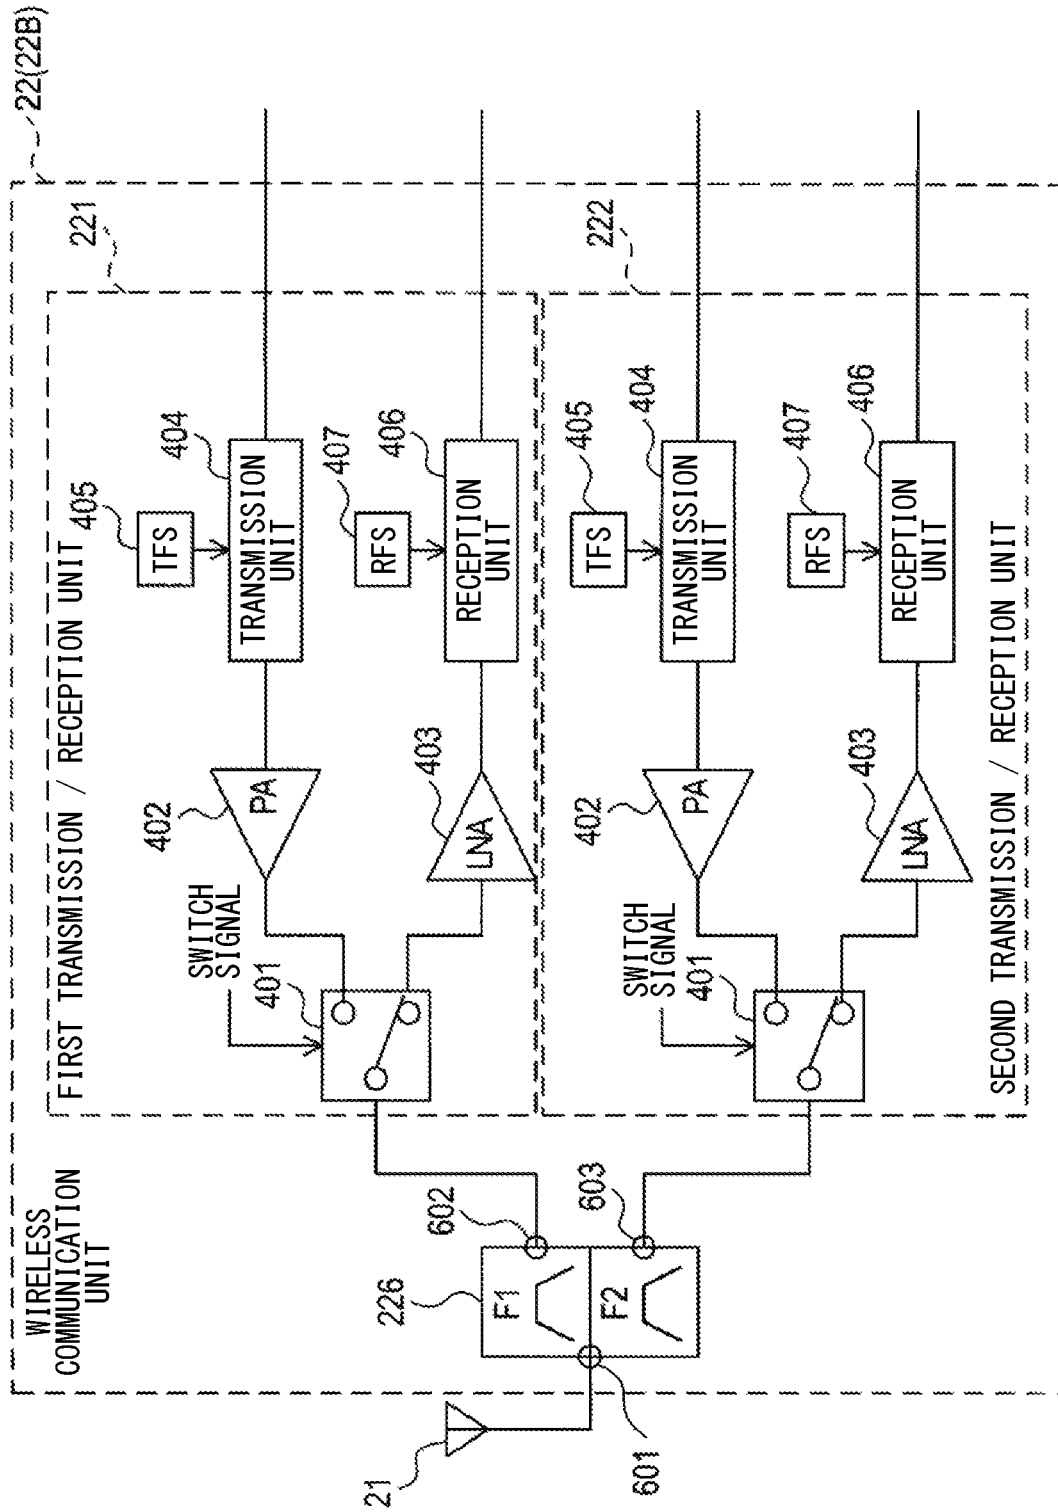 22(22B)
WIRELESS
COMMUNICATION
UNIT
221
FIRST TRANSMISSION / RECEPTION UNIT
405
TFS
404
TRANSMISSION
UNIT
402
PA
SWITCH
SIGNAL
401
407
RFS
406
RECEPTION
UNIT
403
LNA
21
601
226
F1
F2
602
603
222
405
TFS
404
TRANSMISSION
UNIT
402
PA
SWITCH
SIGNAL
401
407
RFS
406
RECEPTION
UNIT
403
LNA
SECOND TRANSMISSION / RECEPTION UNIT